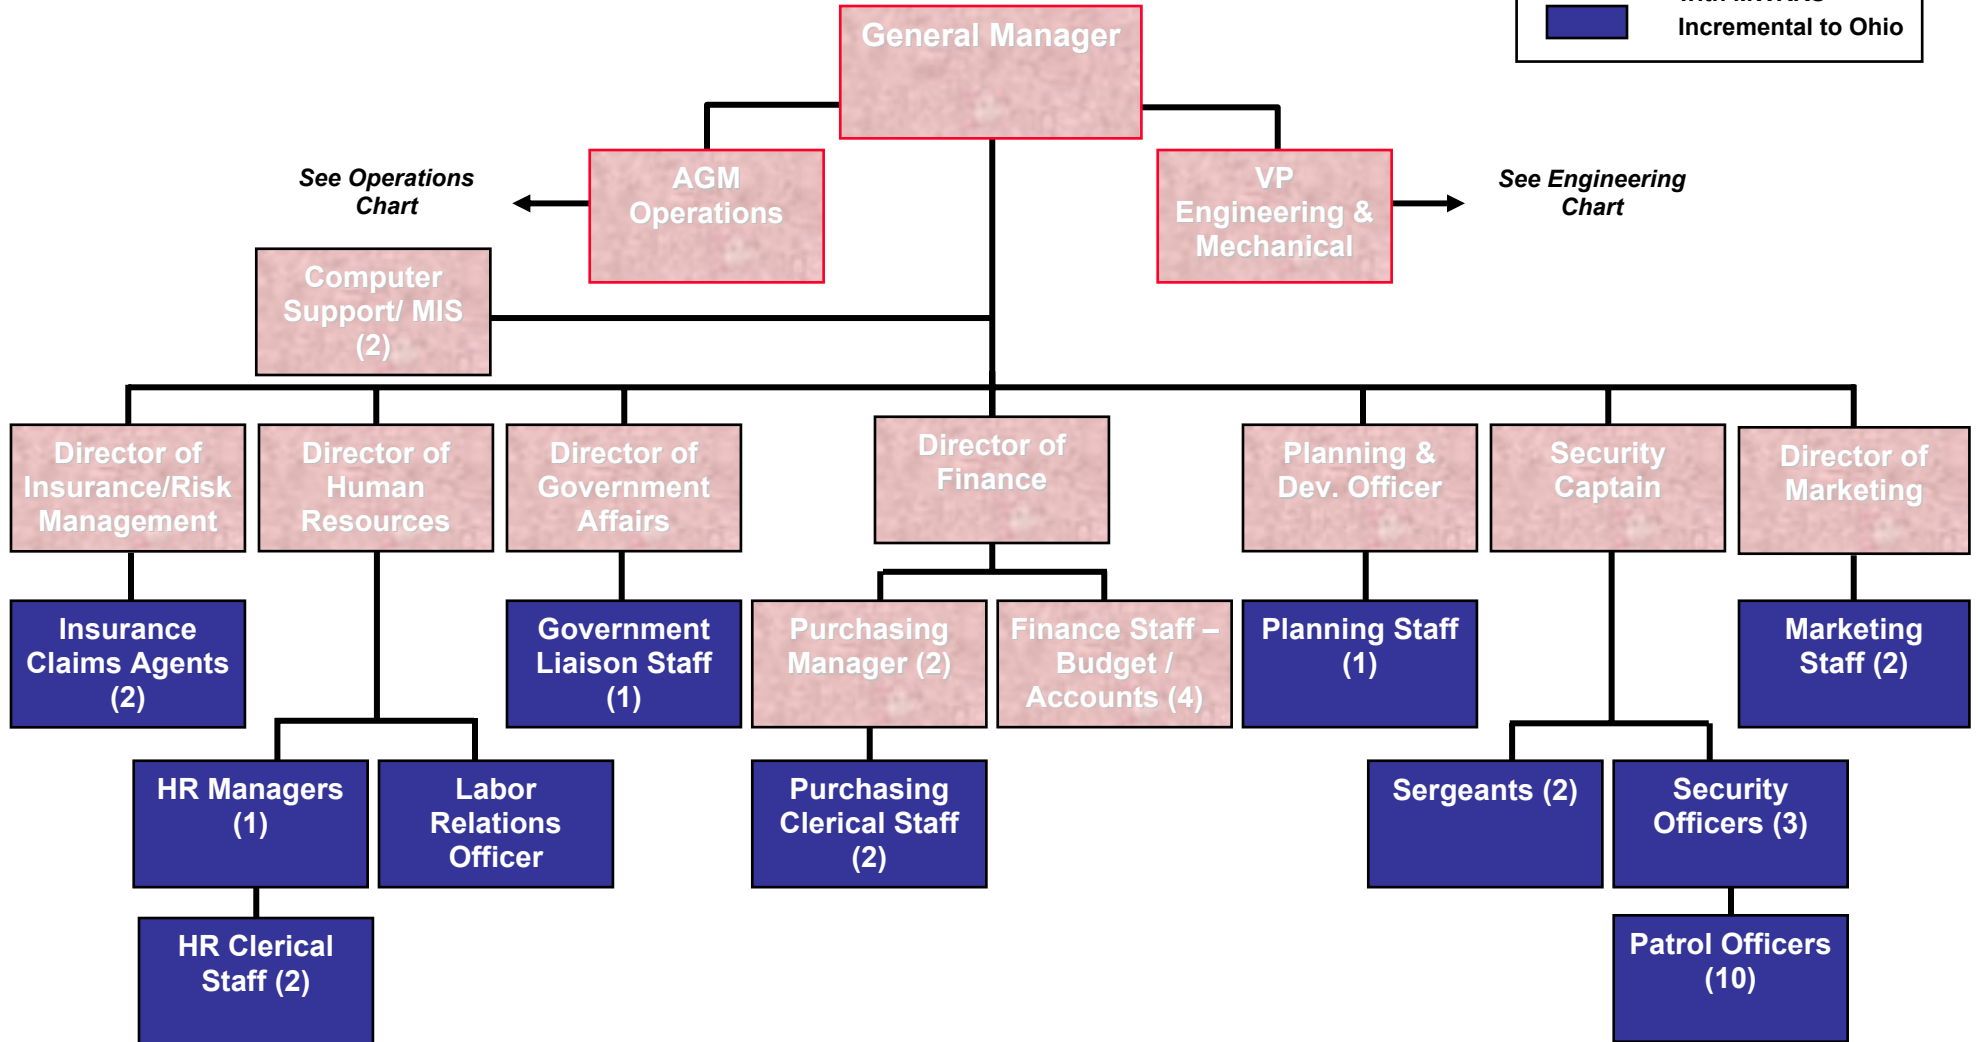 Incremental to Ohio
General Manager
AGM
Operations
VP
Engineering &
Mechanical
See Operations
Chart
See Engineering
Chart
Computer
Support/ MIS
(2)
Director of
Insurance/Risk
Management
Director of
Human
Resources
Director of
Government
Affairs
Director of
Finance
Planning &
Dev. Officer
Security
Captain
Director of
Marketing
Insurance
Claims Agents
(2)
Government
Liaison Staff
(1)
Purchasing
Manager (2)
Finance Staff –
Budget /
Accounts (4)
Planning Staff
(1)
Marketing
Staff (2)
HR Managers
(1)
Labor
Relations
Officer
Purchasing
Clerical Staff
(2)
Sergeants (2)
Security
Officers (3)
HR Clerical
Staff (2)
Patrol Officers
(10)